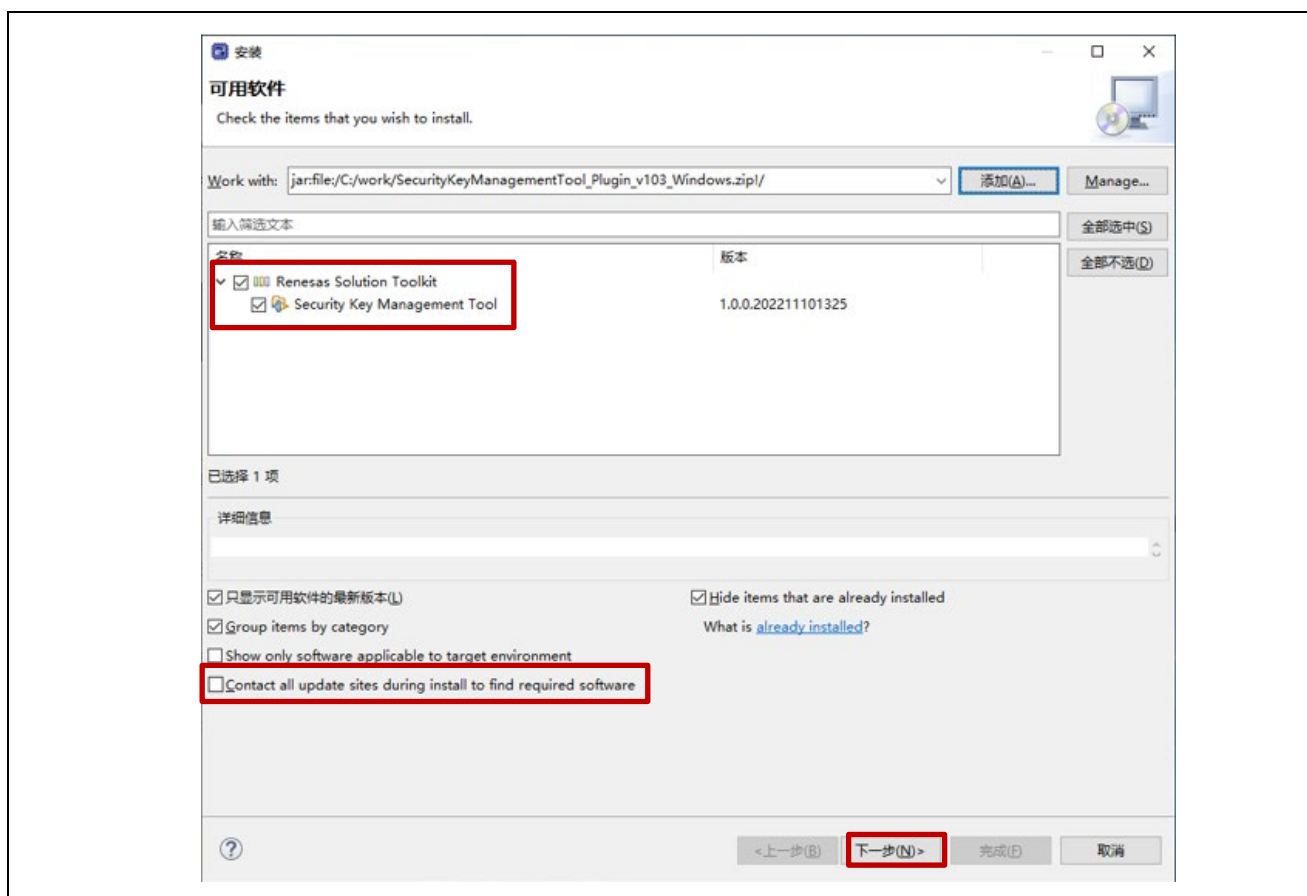 安装
可用软件
Check the items that you wish to install.
Work with: jar:file:/C:/work/SecurityKeyManagementTool_Plugin_v103_Windows.zip!/ 添加(A)... Manage...
输入筛选文本 全部选中(S)
名称 版本 全部不选(D)
Renesas Solution Toolkit
Security Key Management Tool 1.0.0.202211101325
已选择 1 项
详细信息
只显示可用软件的最新版本(L) Hide items that are already installed
Group items by category What is already installed?
Show only software applicable to target environment
Contact all update sites during install to find required software
<上一步(B) 下一步(N)> 完成(F) 取消